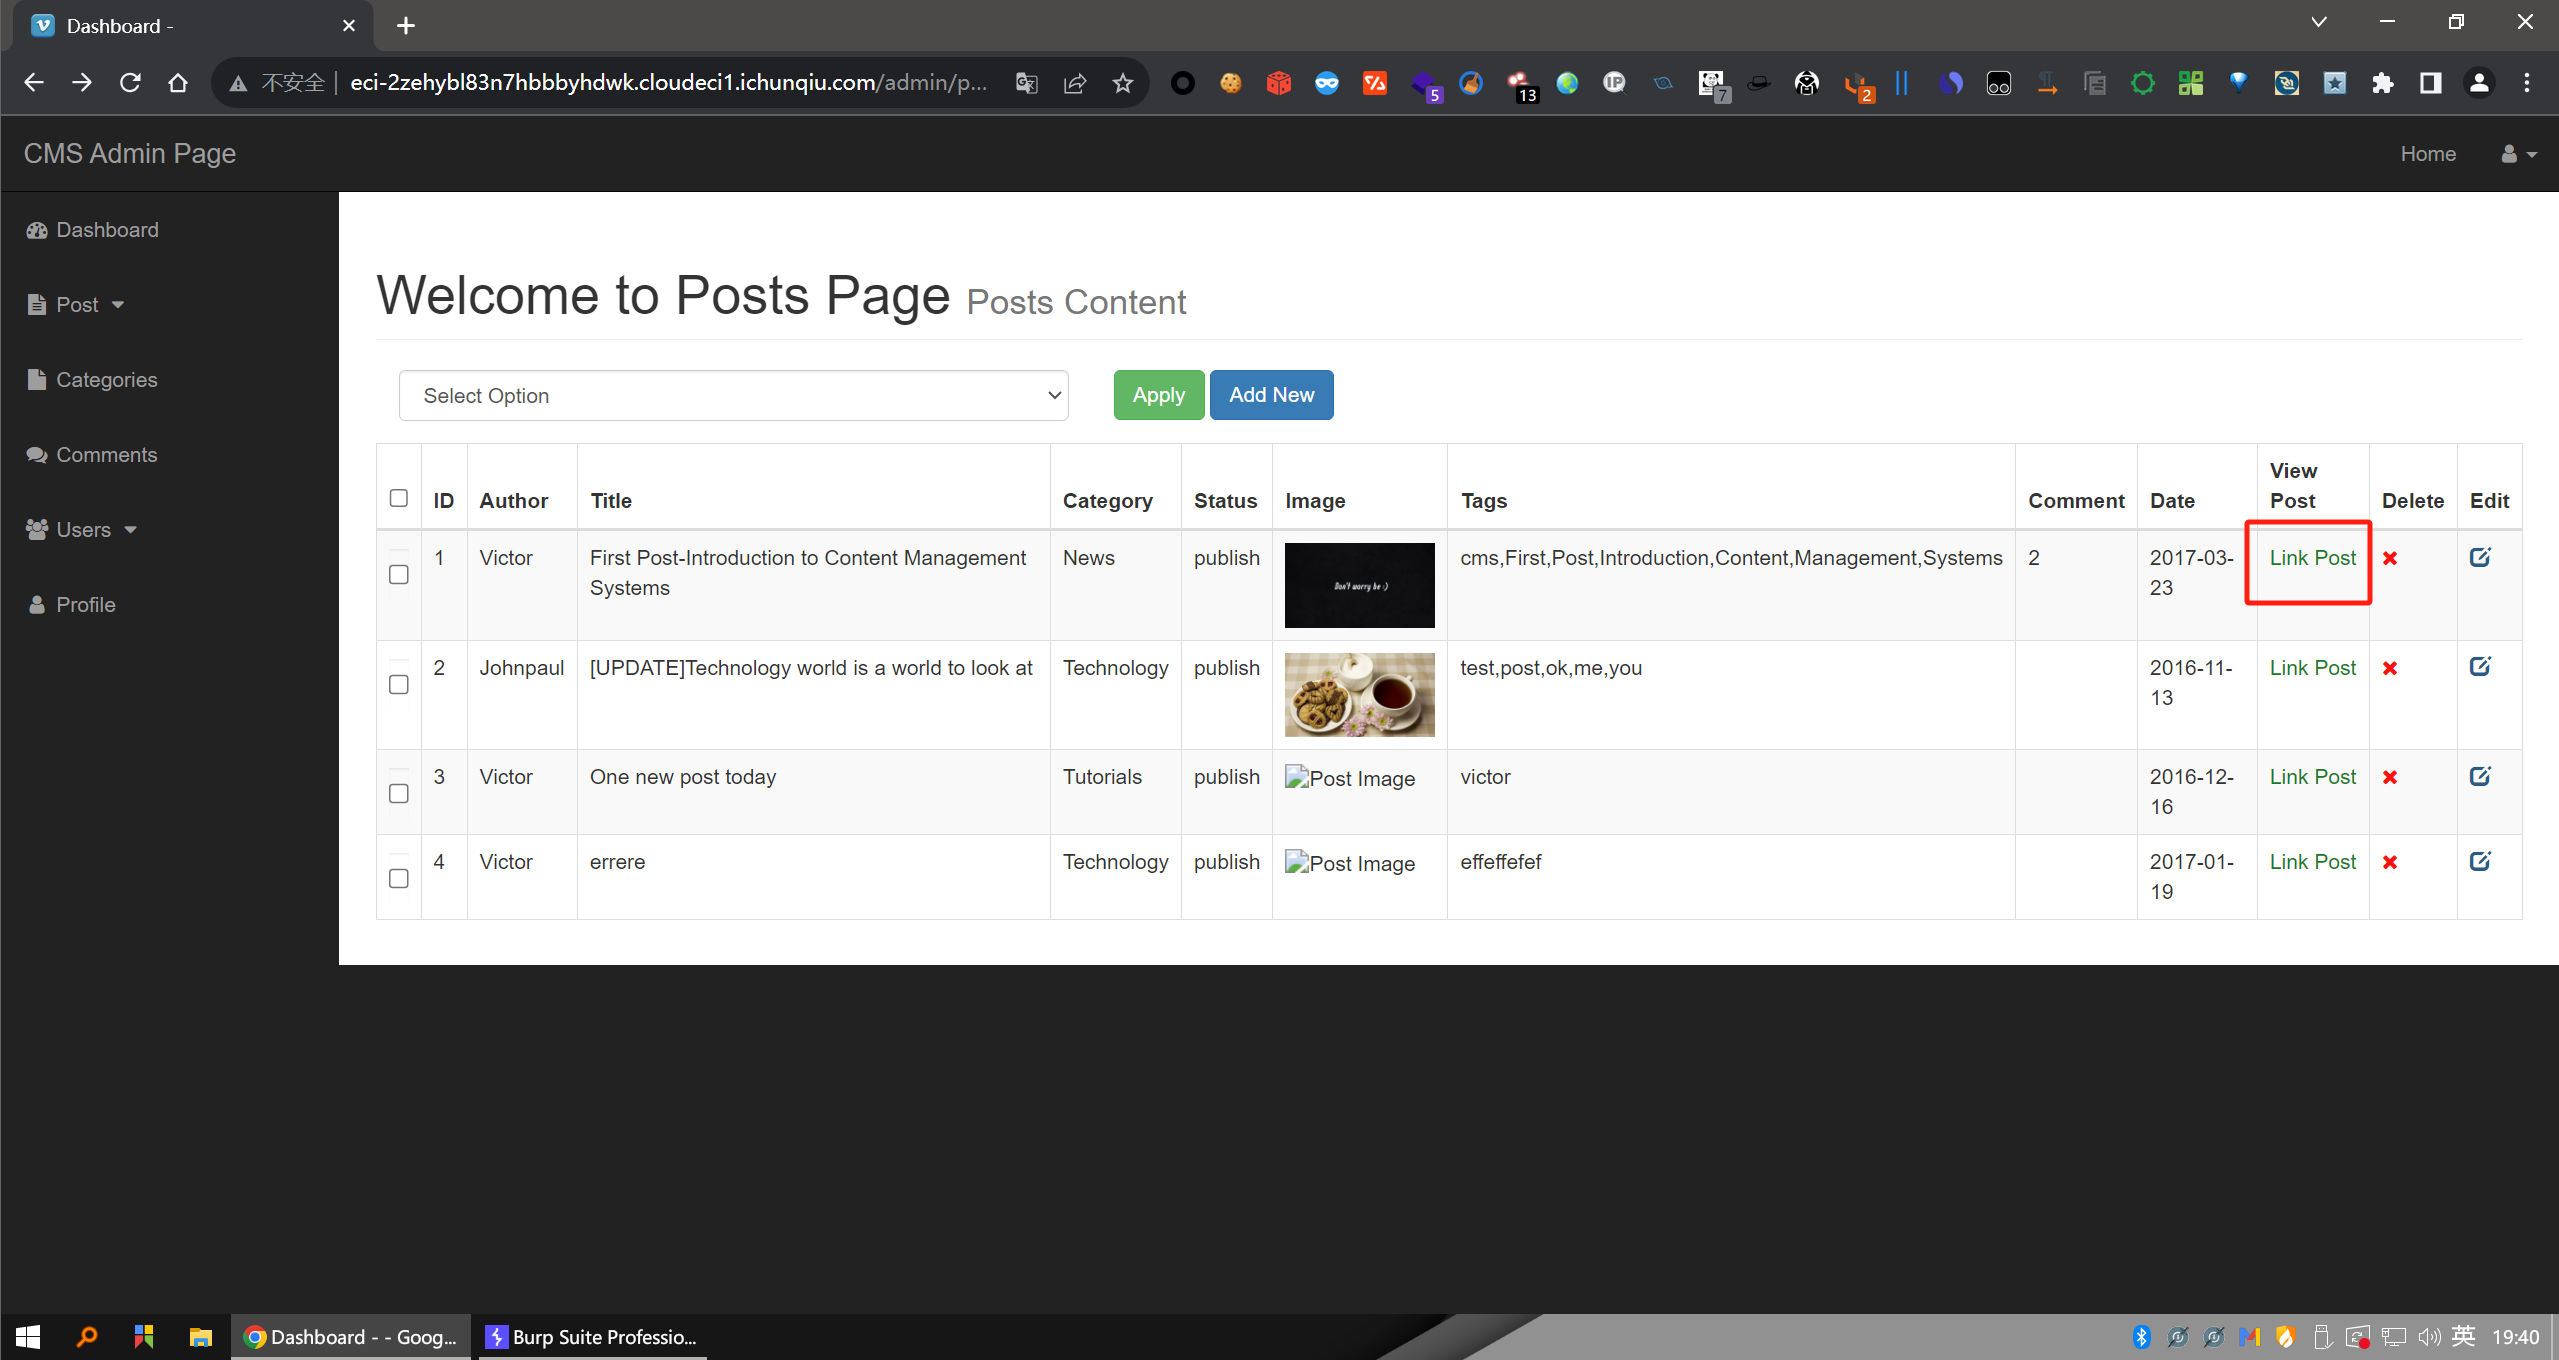 Dashboard -
不安全 eci-2zehybl83n7hbbbyhdwk.cloudeci1.ichunqiu.com/admin/p...
5
13
IP
7
2
CMS Admin Page
Home
Dashboard
Post
Categories
Comments
Users
Profile
Welcome to Posts Page Posts Content
Select Option
Apply
Add New
ID Author Title Category Status Image Tags Comment Date View Post Delete Edit
1 Victor First Post-Introduction to Content Management Systems News publish Don't worry be :) cms,First,Post,Introduction,Content,Management,Systems 2 2017-03-23 Link Post
2 Johnpaul [UPDATE]Technology world is a world to look at Technology publish test,post,ok,me,you 2016-11-13 Link Post
3 Victor One new post today Tutorials publish Post Image victor 2016-12-16 Link Post
4 Victor errere Technology publish Post Image effeffefef 2017-01-19 Link Post
Dashboard - - Goog...
Burp Suite Professio...
英
19:40